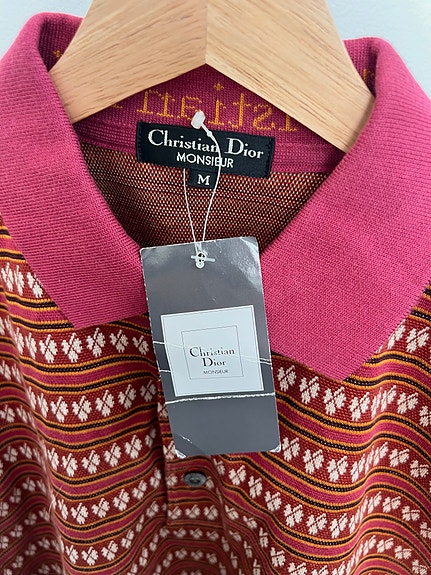 Christian Dior
MONSIEUR
M
Christian
Dior
MONSIEUR